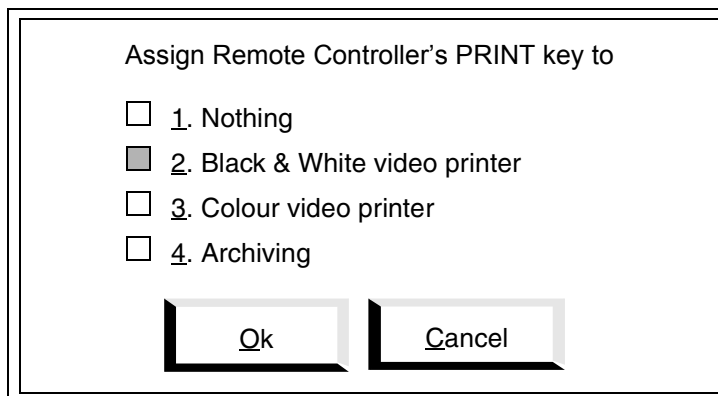 Assign Remote Controller's PRINT key to
1. Nothing
2. Black & White video printer
3. Colour video printer
4. Archiving
Ok
Cancel